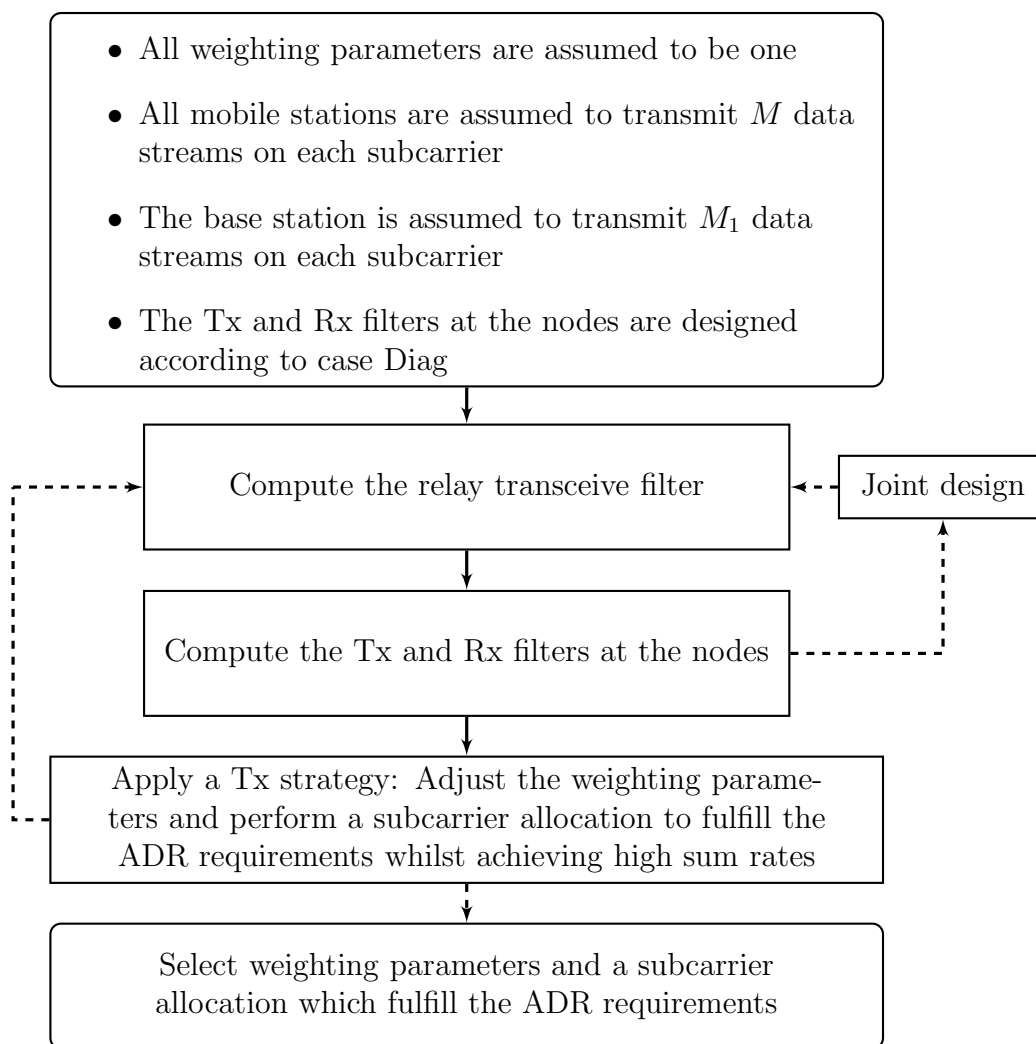 • All weighting parameters are assumed to be one
• All mobile stations are assumed to transmit M data
streams on each subcarrier
• The base station is assumed to transmit M₁ data
streams on each subcarrier
• The Tx and Rx filters at the nodes are designed
according to case Diag
Compute the relay transceive filter
Joint design
Compute the Tx and Rx filters at the nodes
Apply a Tx strategy: Adjust the weighting parame-
ters and perform a subcarrier allocation to fulfill the
ADR requirements whilst achieving high sum rates
Select weighting parameters and a subcarrier
allocation which fulfill the ADR requirements